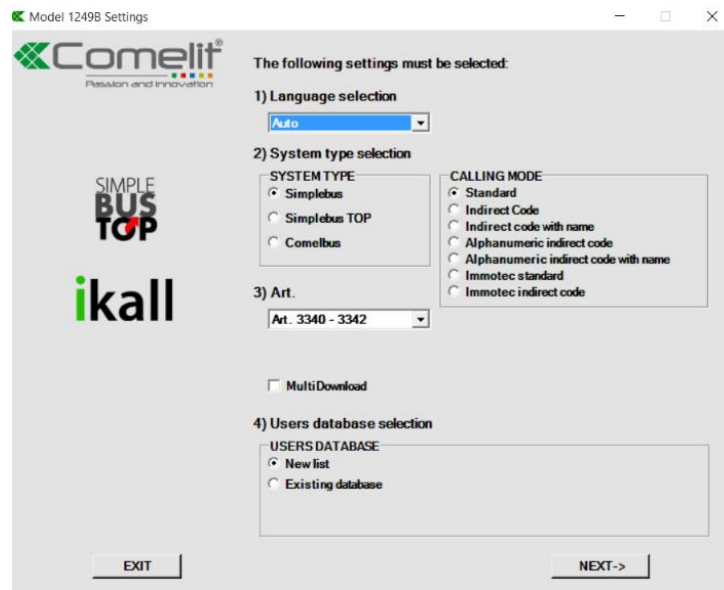 Model 1249B Settings
Comelit®
Passion and innovation
The following settings must be selected:
1) Language selection
Auto
2) System type selection
SYSTEM TYPE
Simplebus
Simplebus TOP
Comelbus
CALLING MODE
Standard
Indirect Code
Indirect code with name
Alphanumeric indirect code
Alphanumeric indirect code with name
Immotec standard
Immotec indirect code
SIMPLE
BUS
TOP
ikall
3) Art.
Art. 3340 - 3342
MultiDownload
4) Users database selection
USERS DATABASE
New list
Existing database
EXIT
NEXT->